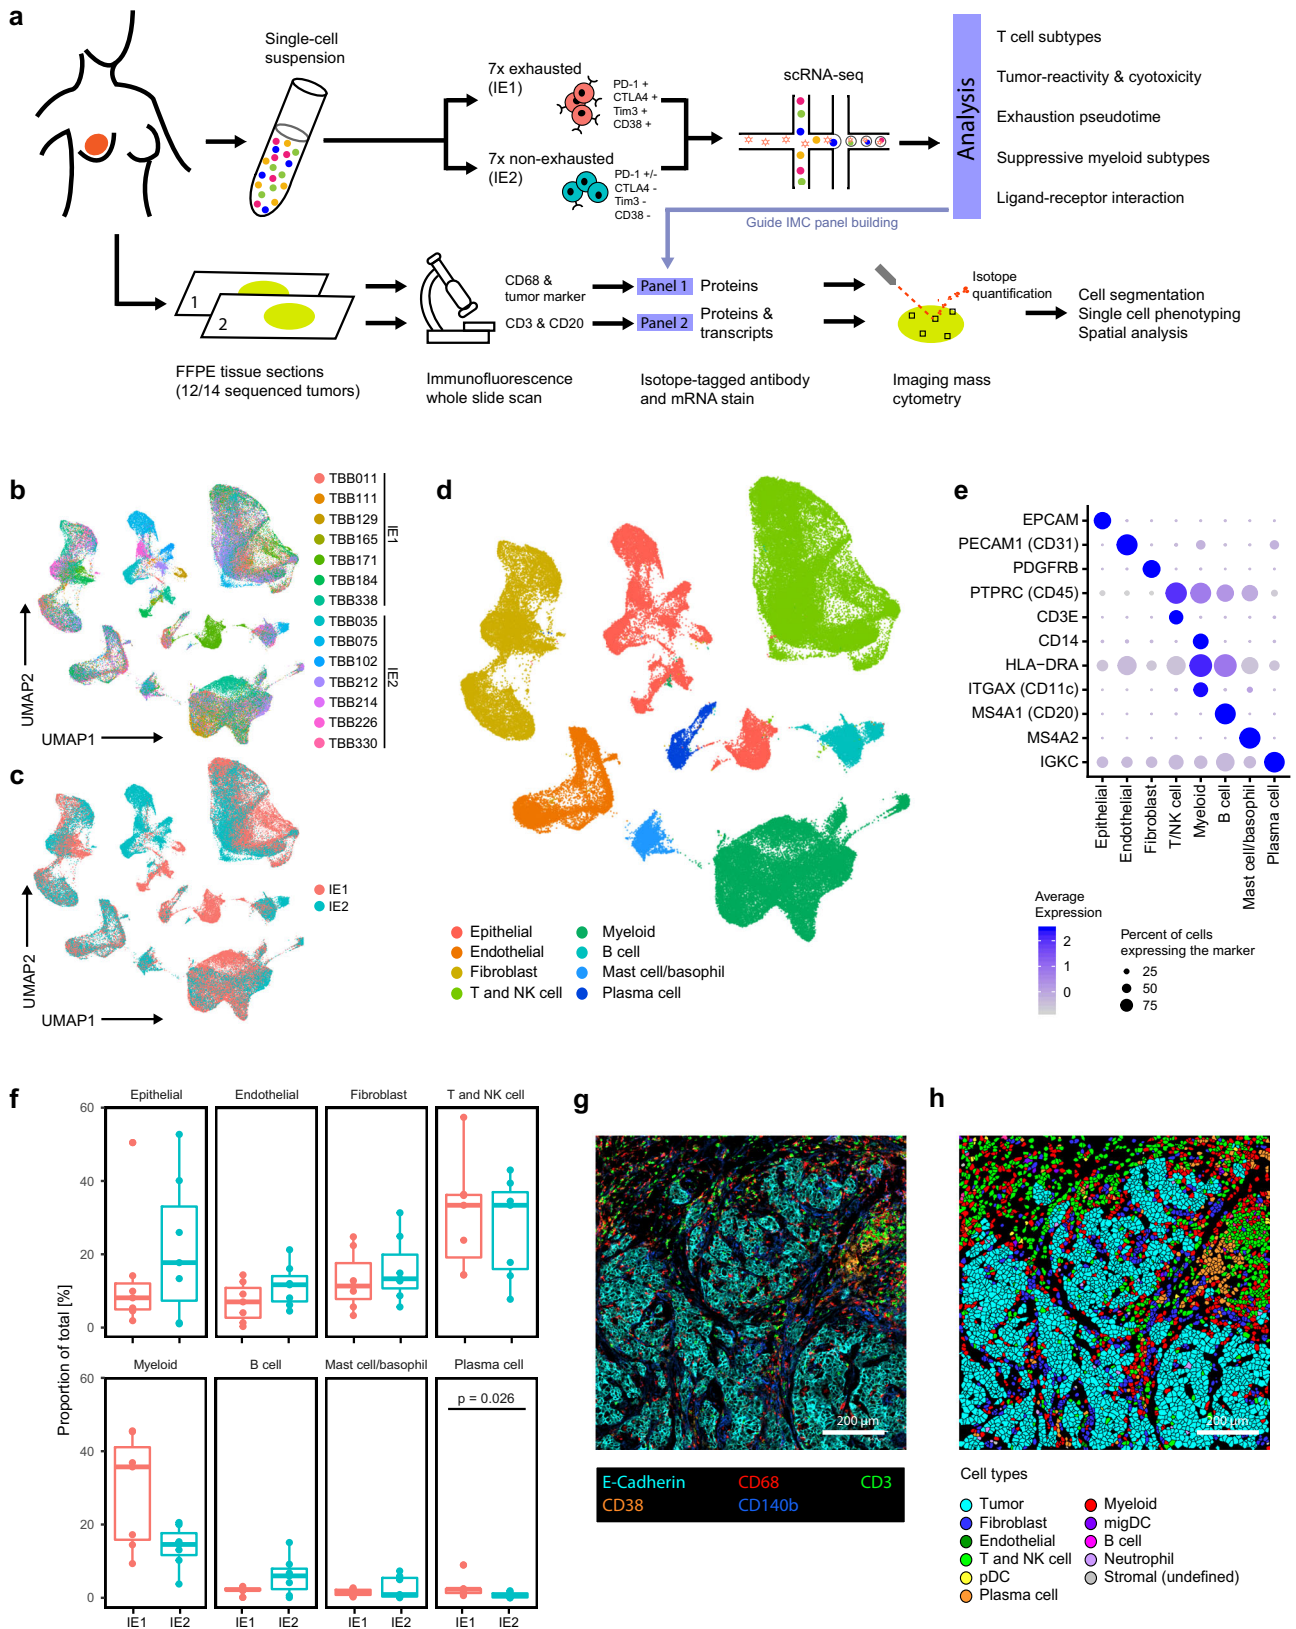 a
Single-cell
suspension
7x exhausted
(IE1)
PD-1 +
CTLA4 +
Tim3 +
CD38 +
7x non-exhausted
(IE2)
PD-1 +/-
CTLA4 -
Tim3 -
CD38 -
scRNA-seq
Analysis
T cell subtypes
Tumor-reactivity & cyotoxicity
Exhaustion pseudotime
Suppressive myeloid subtypes
Ligand-receptor interaction
Guide IMC panel building
1
2
CD68 &
tumor marker
CD3 & CD20
Panel 1
Proteins
Panel 2
Proteins &
transcripts
Isotope
quantification
Cell segmentation
Single cell phenotyping
Spatial analysis
FFPE tissue sections
(12/14 sequenced tumors)
Immunofluorescence
whole slide scan
Isotope-tagged antibody
and mRNA stain
Imaging mass
cytometry
b
TBB011
TBB111
TBB129
TBB165
TBB171
TBB184
TBB338
IE1
TBB035
TBB075
TBB102
TBB212
TBB214
TBB226
TBB330
IE2
UMAP2
UMAP1
c
IE1
IE2
UMAP2
UMAP1
d
Epithelial
Endothelial
Fibroblast
T and NK cell
Myeloid
B cell
Mast cell/basophil
Plasma cell
e
EPCAM
PECAM1 (CD31)
PDGFRB
PTPRC (CD45)
CD3E
CD14
HLA−DRA
ITGAX (CD11c)
MS4A1 (CD20)
MS4A2
IGKC
Epithelial
Endothelial
Fibroblast
T/NK cell
Myeloid
B cell
Mast cell/basophil
Plasma cell
Average
Expression
2
1
0
Percent of cells
expressing the marker
25
50
75
f
Proportion of total [%]
Epithelial
Endothelial
Fibroblast
T and NK cell
60
40
20
0
Myeloid
B cell
Mast cell/basophil
Plasma cell
60
40
20
0
p = 0.026
IE1 IE2
IE1 IE2
IE1 IE2
IE1 IE2
g
200 µm
E-Cadherin
CD68
CD3
CD38
CD140b
h
200 µm
Cell types
Tumor
Fibroblast
Endothelial
T and NK cell
pDC
Plasma cell
Myeloid
migDC
B cell
Neutrophil
Stromal (undefined)